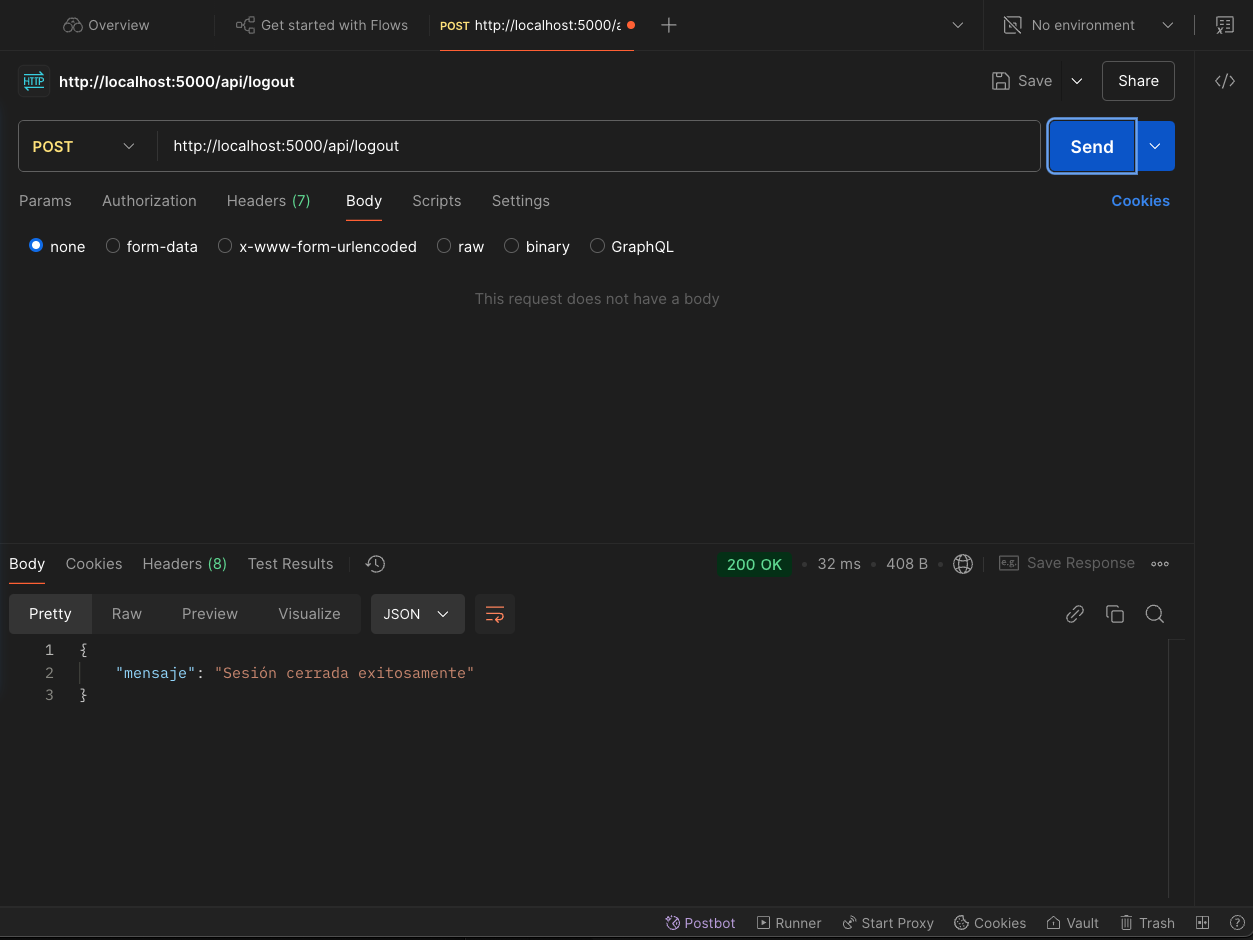 Overview
Get started with Flows
POST http://localhost:5000/a
No environment
HTTP http://localhost:5000/api/logout
Save
Share
POST
http://localhost:5000/api/logout
Send
Params Authorization Headers (7) Body Scripts Settings
Cookies
none form-data x-www-form-urlencoded raw binary GraphQL
This request does not have a body
Body Cookies Headers (8) Test Results
200 OK 32 ms 408 B
e.g. Save Response
Pretty Raw Preview Visualize JSON
1 {
2 "mensaje": "Sesión cerrada exitosamente"
3 }
Postbot Runner Start Proxy Cookies Vault Trash